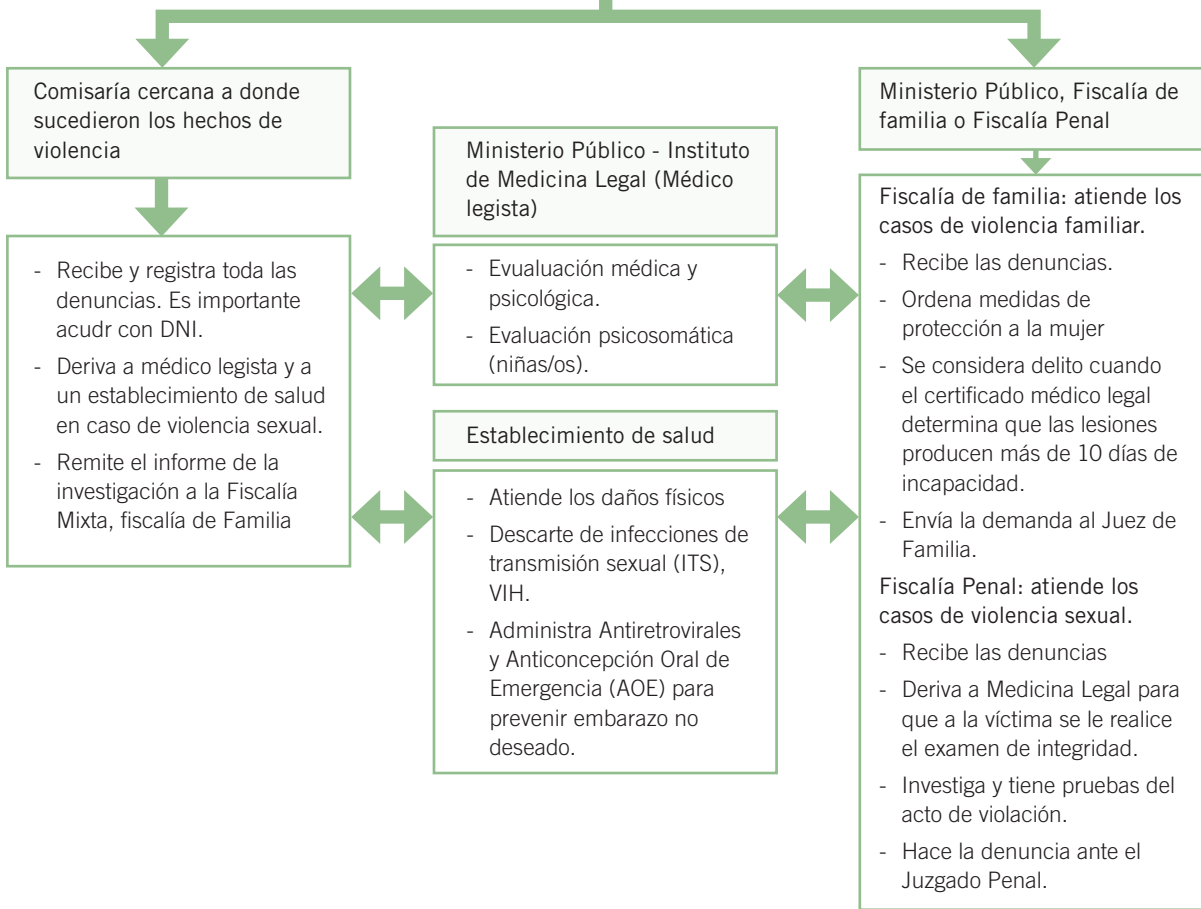 Comisaría cercana a donde
sucedieron los hechos de
violencia
- Recibe y registra toda las
denuncias. Es importante
acudr con DNI.
- Deriva a médico legista y a
un establecimiento de salud
en caso de violencia sexual.
- Remite el informe de la
investigación a la Fiscalía
Mixta, fiscalía de Familia
Ministerio Público - Instituto
de Medicina Legal (Médico
legista)
- Evualuación médica y
psicológica.
- Evaluación psicosomática
(niñas/os).
Establecimiento de salud
- Atiende los daños físicos
- Descarte de infecciones de
transmisión sexual (ITS),
VIH.
- Administra Antiretrovirales
y Anticoncepción Oral de
Emergencia (AOE) para
prevenir embarazo no
deseado.
Ministerio Público, Fiscalía de
familia o Fiscalía Penal
Fiscalía de familia: atiende los
casos de violencia familiar.
- Recibe las denuncias.
- Ordena medidas de
protección a la mujer
- Se considera delito cuando
el certificado médico legal
determina que las lesiones
producen más de 10 días de
incapacidad.
- Envía la demanda al Juez de
Familia.
Fiscalía Penal: atiende los
casos de violencia sexual.
- Recibe las denuncias
- Deriva a Medicina Legal para
que a la víctima se le realice
el examen de integridad.
- Investiga y tiene pruebas del
acto de violación.
- Hace la denuncia ante el
Juzgado Penal.